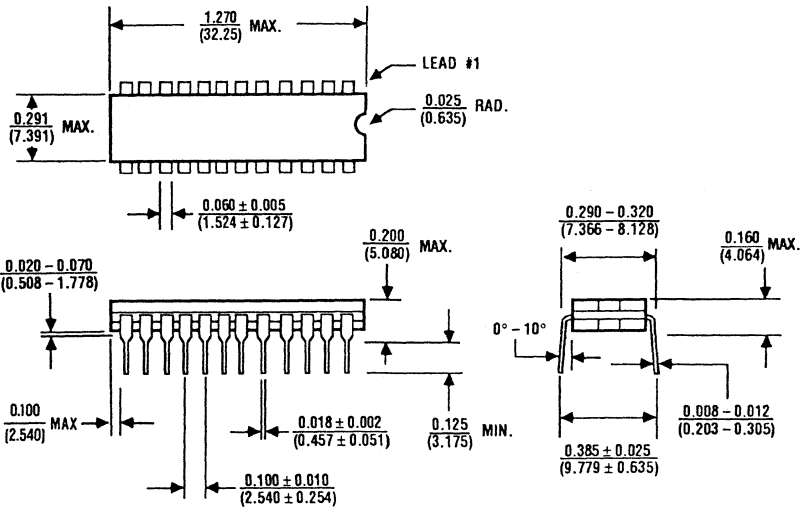 1.270
(32.25) MAX.
LEAD #1
0.025
(0.635) RAD.
0.291
(7.391) MAX.
0.060 ± 0.005
(1.524 ± 0.127)
0.290 – 0.320
(7.366 – 8.128)
0.200
(5.080) MAX.
0.160
(4.064) MAX.
0.020 – 0.070
(0.508 – 1.778)
0° – 10°
0.100
(2.540) MAX
0.018 ± 0.002
(0.457 ± 0.051)
0.125
(3.175) MIN.
0.008 – 0.012
(0.203 – 0.305)
0.385 ± 0.025
(9.779 ± 0.635)
0.100 ± 0.010
(2.540 ± 0.254)